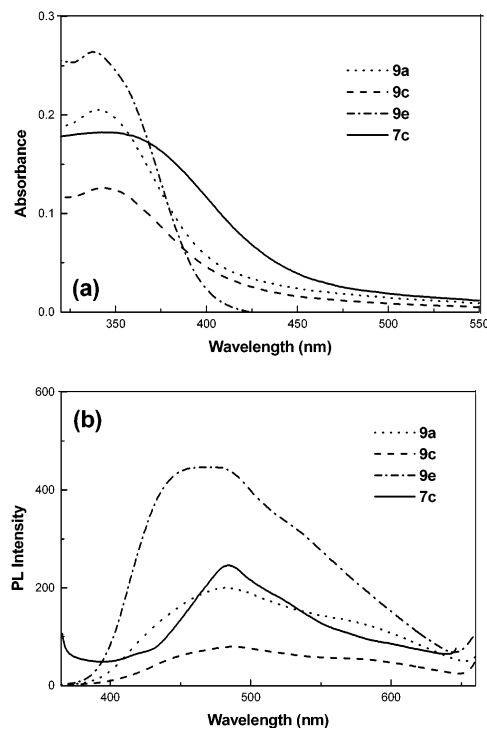 0.3
0.2
0.1
0.0
Absorbance
9a
9c
9e
7c
(a)
350 400 450 500 550
Wavelength (nm)
600
400
200
0
PL Intensity
(b)
9a
9c
9e
7c
400 500 600
Wavelength (nm)